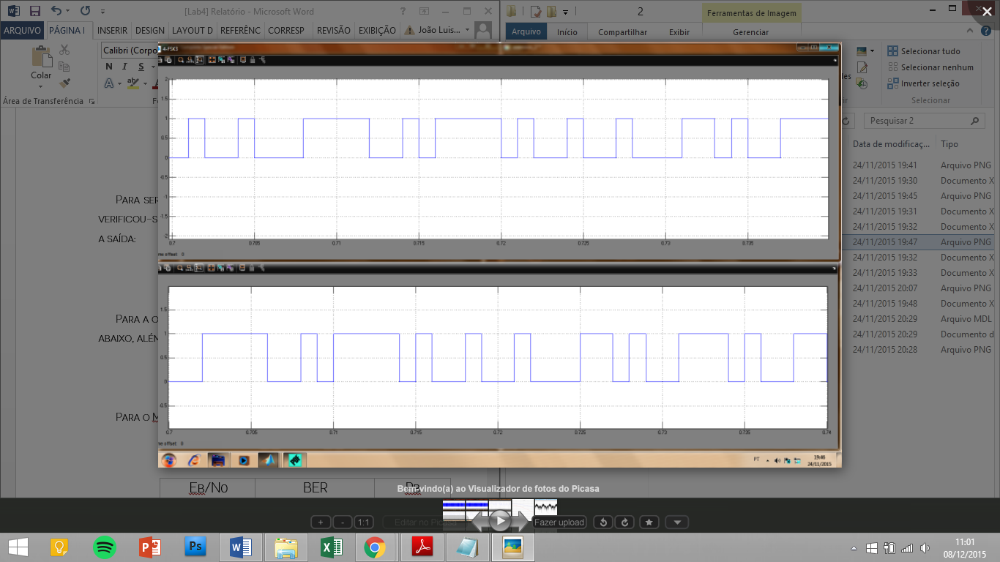 [Lab4] Relatório - Microsoft Word
2
Ferramentas de Imagem
ARQUIVO
PÁGINA I
INSERIR
DESIGN
LAYOUT D
REFERÊNC
CORRESP
REVISÃO
EXIBIÇÃO
João Luis...
Arquivo
Início
Compartilhar
Exibir
Gerenciar
Calibri (Corpo
N I S
Colar
Área de Transferência
Selecionar tudo
Selecionar nenhum
Inverter seleção
Selecionar
Pesquisar 2
Data de modificaç...
Tipo
24/11/2015 19:41 Arquivo PNG
24/11/2015 19:30 Documento X
24/11/2015 19:45 Arquivo PNG
24/11/2015 19:31 Documento X
24/11/2015 19:32 Documento X
24/11/2015 19:47 Arquivo PNG
24/11/2015 19:32 Documento X
24/11/2015 19:33 Documento X
24/11/2015 20:07 Arquivo PNG
24/11/2015 19:48 Documento X
24/11/2015 20:29 Arquivo MDL
24/11/2015 20:29 Documento d
24/11/2015 20:28 Arquivo PNG
PARA SER
VERIFICOU-S
A SAÍDA:
PARA A O
ABAIXO, ALÉM
PARA O M
4-FSK3
2
1.5
1
0.5
0
-0.5
-1
-1.5
-2
0.7 0.705 0.71 0.715 0.72 0.725 0.73 0.735
me offset: 0
1.5
1
0.5
0
-0.5
0.7 0.705 0.71 0.715 0.72 0.725 0.73 0.735 0.74
me offset: 0
PT
19:46
24/11/2015
EB/N0 BER PB
Bem-vindo(a) ao Visualizador de fotos do Picasa
+ - 1:1 Editar no Picasa Fazer upload
11:01
08/12/2015